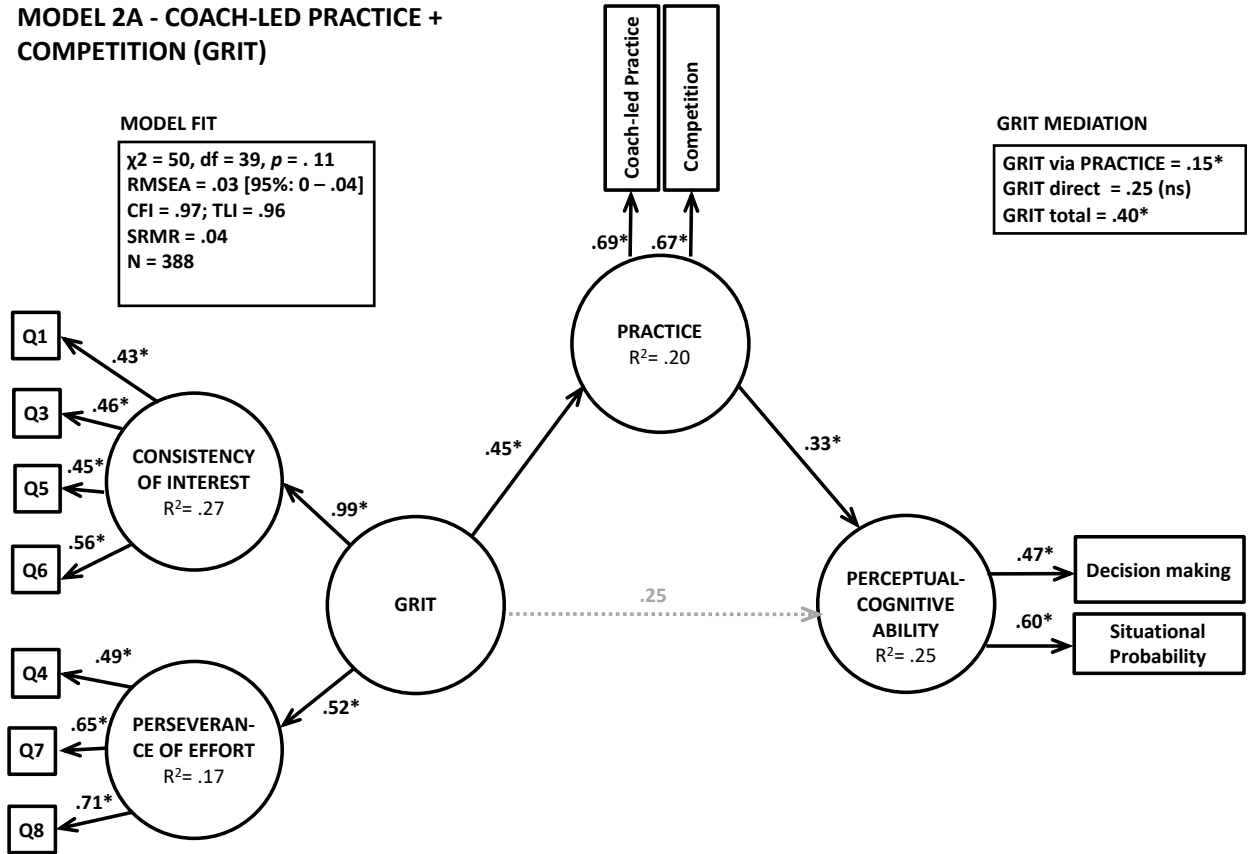 MODEL 2A - COACH-LED PRACTICE +
COMPETITION (GRIT)
Coach-led Practice
Competition
MODEL FIT
χ2 = 50, df = 39, p = . 11
RMSEA = .03 [95%: 0 – .04]
CFI = .97; TLI = .96
SRMR = .04
N = 388
GRIT MEDIATION
GRIT via PRACTICE = .15*
GRIT direct = .25 (ns)
GRIT total = .40*
.69*
.67*
PRACTICE
R²= .20
Q1
.43*
Q3
.46*
Q5
.45*
Q6
.56*
CONSISTENCY
OF INTEREST
R²= .27
.99*
.45*
.33*
GRIT
.25
PERCEPTUAL-
COGNITIVE
ABILITY
R²= .25
.47*
Decision making
.60*
Situational
Probability
.52*
Q4
.49*
Q7
.65*
Q8
.71*
PERSEVERAN-
CE OF EFFORT
R²= .17